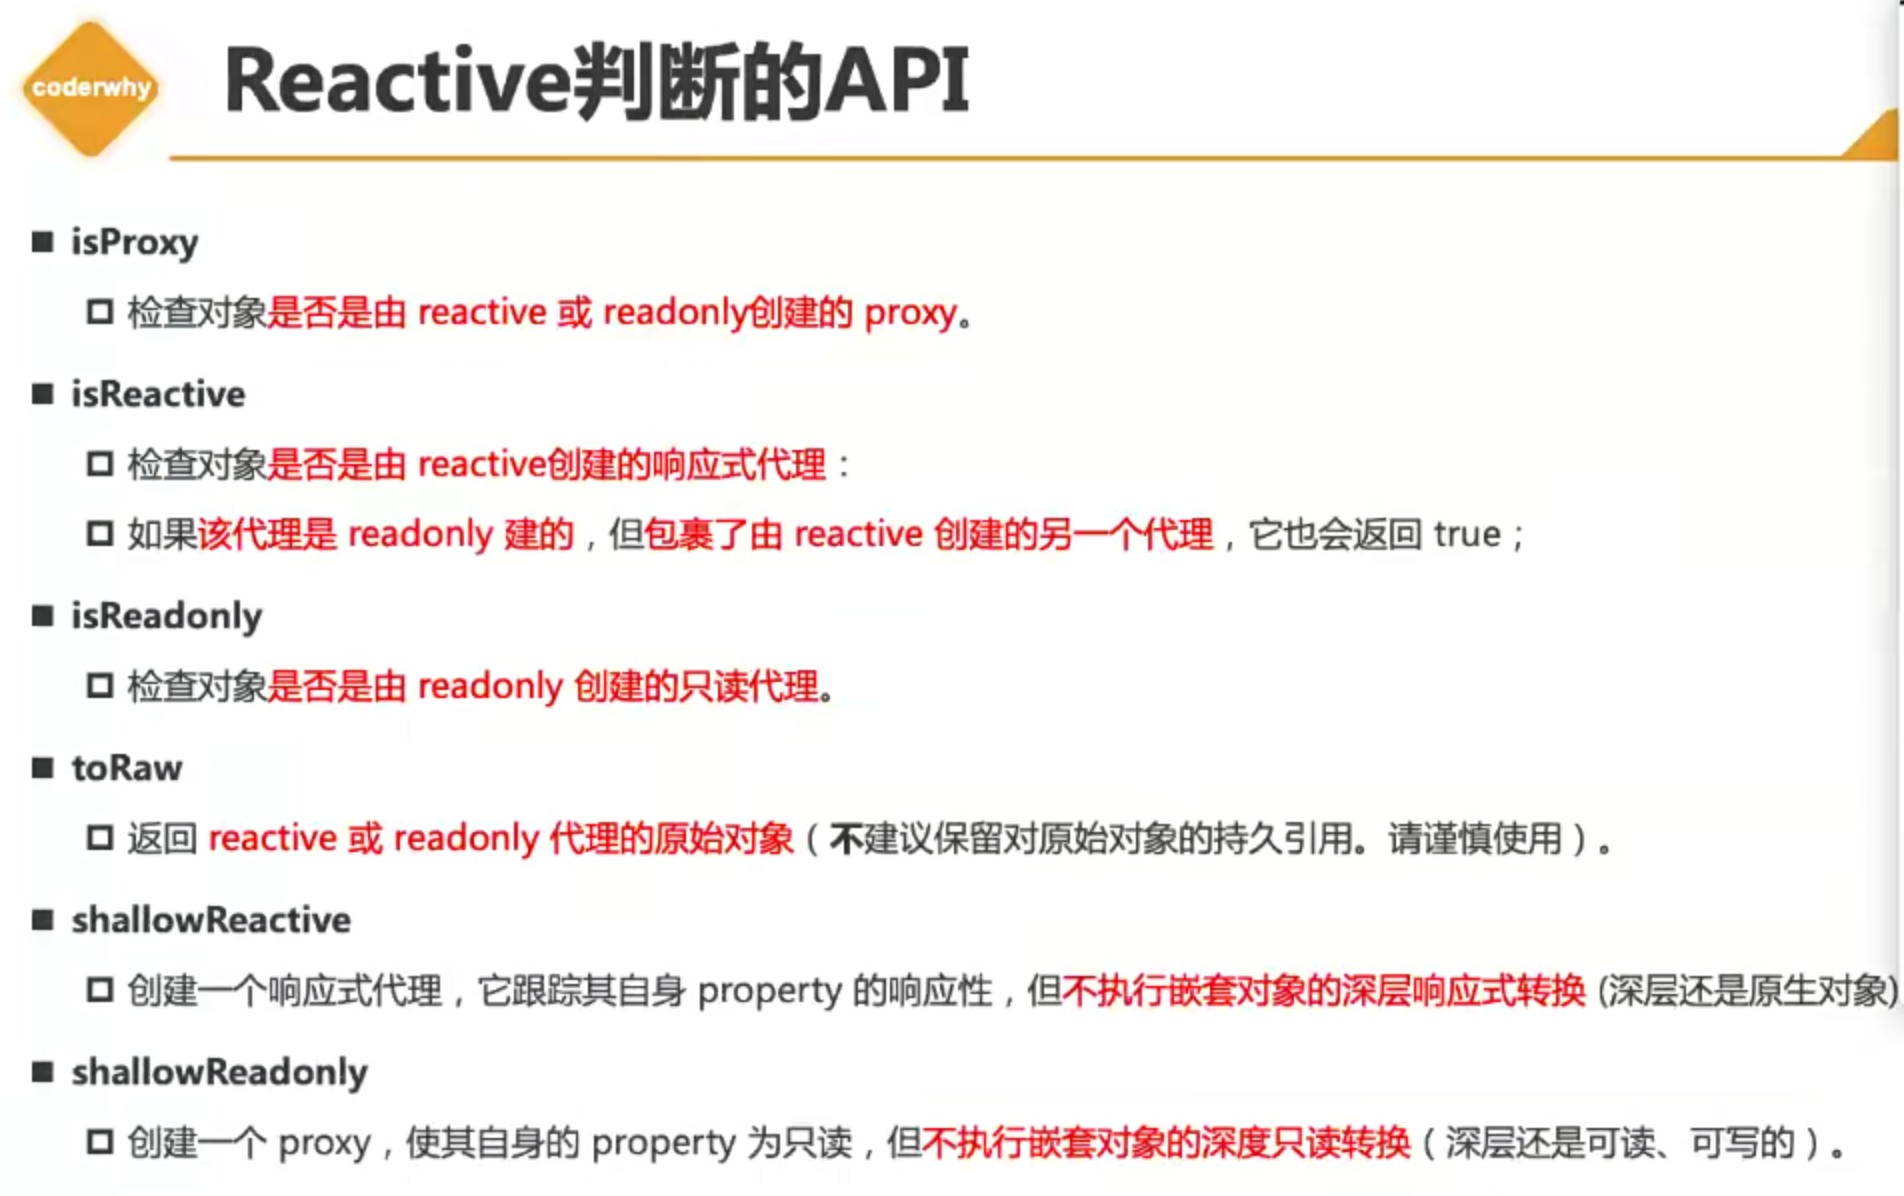 coderwhy
Reactive判断的API
isProxy
检查对象是否是由 reactive 或 readonly创建的 proxy。
isReactive
检查对象是否是由 reactive创建的响应式代理：
如果该代理是 readonly 建的，但包裹了由 reactive 创建的另一个代理，它也会返回 true；
isReadonly
检查对象是否是由 readonly 创建的只读代理。
toRaw
返回 reactive 或 readonly 代理的原始对象（不建议保留对原始对象的持久引用。请谨慎使用）。
shallowReactive
创建一个响应式代理，它跟踪其自身 property 的响应性，但不执行嵌套对象的深层响应式转换 (深层还是原生对象)
shallowReadonly
创建一个 proxy，使其自身的 property 为只读，但不执行嵌套对象的深度只读转换（深层还是可读、可写的）。